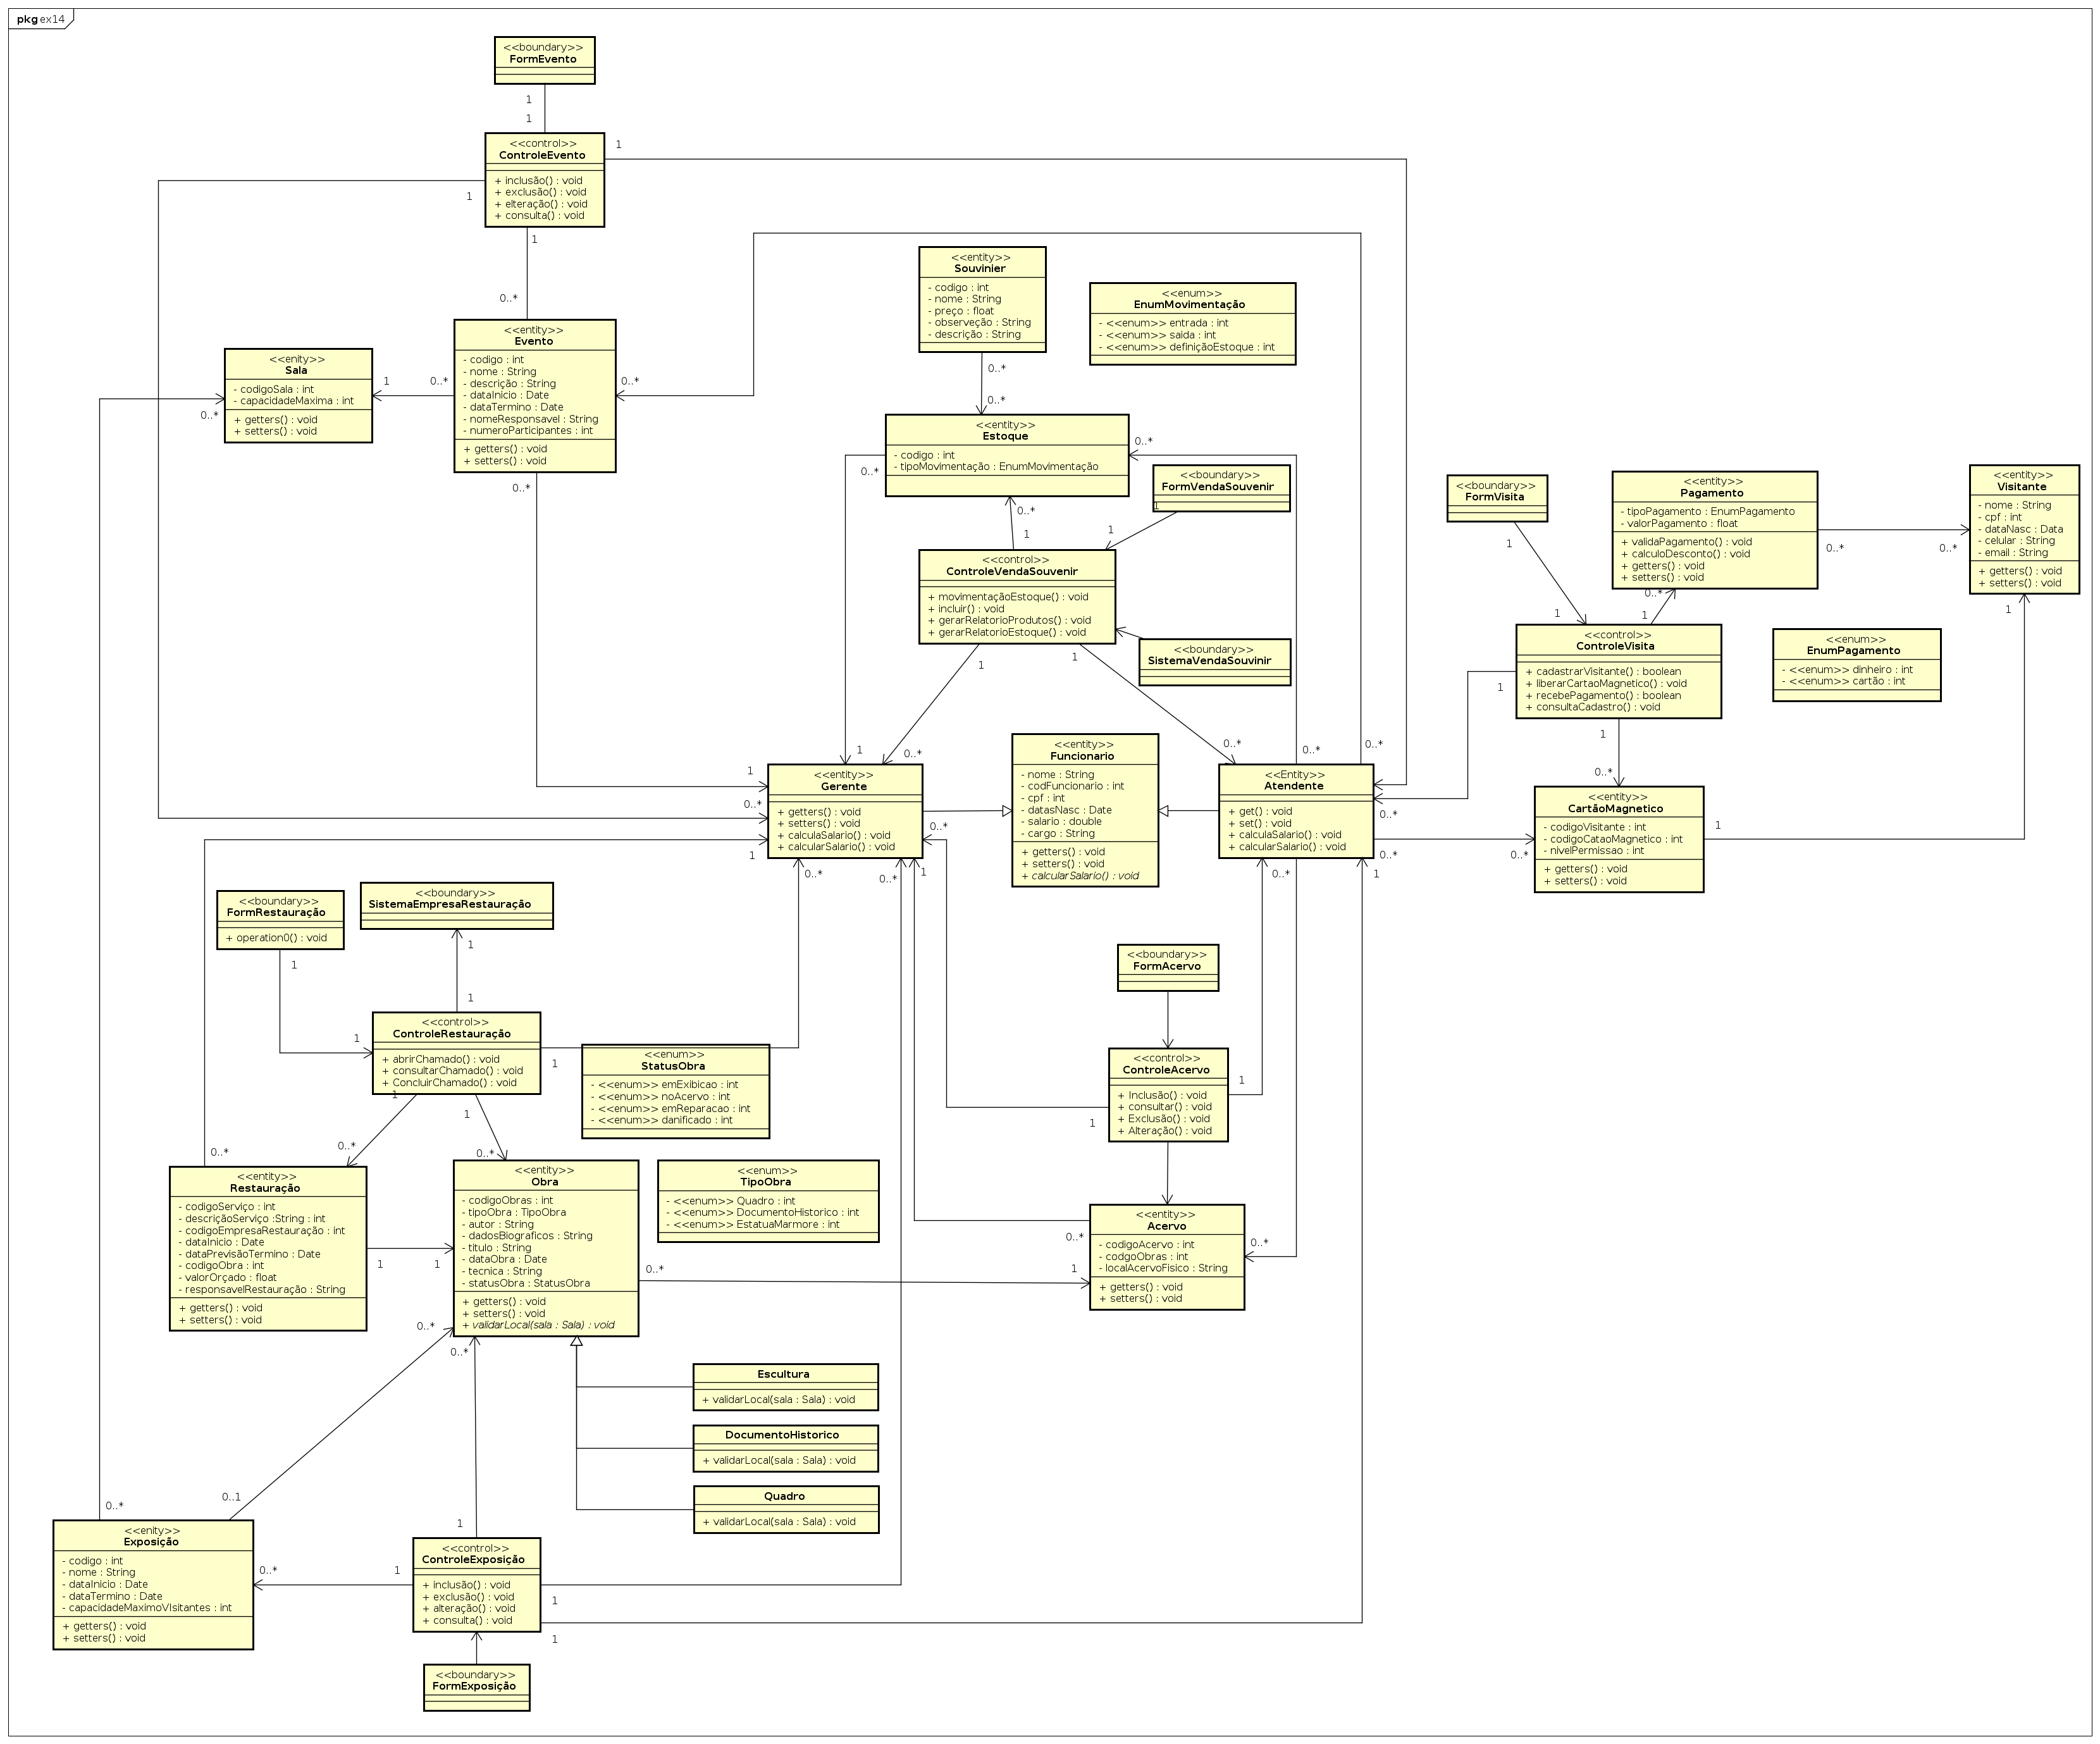 pkg ex14
<<boundary>>
FormEvento
1
1
<<control>>
ControleEvento
+ inclusão() : void
+ exclusão() : void
+ elteração() : void
+ consulta() : void
1
1
1
0..*
<<entity>>
Evento
- codigo : int
- nome : String
- descrição : String
- dataInicio : Date
- dataTermino : Date
- nomeResponsavel : String
- numeroParticipantes : int
+ getters() : void
+ setters() : void
0..*
0..*
0..*
1
<<enity>>
Sala
- codigoSala : int
- capacidadeMaxima : int
+ getters() : void
+ setters() : void
0..*
<<entity>>
Souvinier
- codigo : int
- nome : String
- preço : float
- observeção : String
- descrição : String
0..*
0..*
<<enum>>
EnumMovimentação
- <<enum>> entrada : int
- <<enum>> saida : int
- <<enum>> definiçãoEstoque : int
<<entity>>
Estoque
- codigo : int
- tipoMovimentação : EnumMovimentação
0..*
0..*
0..*
1
<<boundary>>
FormVendaSouvenir
1
1
<<control>>
ControleVendaSouvenir
+ movimentaçãoEstoque() : void
+ incluir() : void
+ gerarRelatorioProdutos() : void
+ gerarRelatorioEstoque() : void
1
1
<<boundary>>
SistemaVendaSouvinir
<<boundary>>
FormVisita
1
1
<<entity>>
Pagamento
- tipoPagamento : EnumPagamento
- valorPagamento : float
+ validaPagamento() : void
+ calculoDesconto() : void
+ getters() : void
+ setters() : void
0..*
1
0..*
0..*
<<entity>>
Visitante
- nome : String
- cpf : int
- dataNasc : Data
- celular : String
- email : String
+ getters() : void
+ setters() : void
1
<<control>>
ControleVisita
+ cadastrarVisitante() : boolean
+ liberarCartaoMagnetico() : void
+ recebePagamento() : boolean
+ consultaCadastro() : void
1
1
0..*
<<enum>>
EnumPagamento
- <<enum>> dinheiro : int
- <<enum>> cartão : int
<<entity>>
Gerente
+ getters() : void
+ setters() : void
+ calculaSalario() : void
+ calcularSalario() : void
1
0..*
1
0..*
1
0..*
0..*
0..*
1
<<entity>>
Funcionario
- nome : String
- codFuncionario : int
- cpf : int
- datasNasc : Date
- salario : double
- cargo : String
+ getters() : void
+ setters() : void
+ calcularSalario() : void
<<Entity>>
Atendente
+ get() : void
+ set() : void
+ calculaSalario() : void
+ calcularSalario() : void
0..*
0..*
0..*
0..*
0..*
0..*
0..*
0..*
1
<<entity>>
CartãoMagnetico
- codigoVisitante : int
- codigoCataoMagnetico : int
- nivelPermissao : int
+ getters() : void
+ setters() : void
1
<<boundary>>
FormRestauração
+ operation0() : void
1
<<boundary>>
SistemaEmpresaRestauração
1
1
1
<<control>>
ControleRestauração
+ abrirChamado() : void
+ consultarChamado() : void
+ ConcluirChamado() : void
1
1
1
0..*
0..*
0..*
<<enum>>
StatusObra
- <<enum>> emExibicao : int
- <<enum>> noAcervo : int
- <<enum>> emReparacao : int
- <<enum>> danificado : int
<<entity>>
Restauração
- codigoServiço : int
- descriçãoServiço :String : int
- codigoEmpresaRestauração : int
- dataInicio : Date
- dataPrevisãoTermino : Date
- codigoObra : int
- valorOrçado : float
- responsavelRestauração : String
+ getters() : void
+ setters() : void
1
1
<<entity>>
Obra
- codigoObras : int
- tipoObra : TipoObra
- autor : String
- dadosBiograficos : String
- titulo : String
- dataObra : Date
- tecnica : String
- statusObra : StatusObra
+ getters() : void
+ setters() : void
+ validarLocal(sala : Sala) : void
0..*
0..*
0..*
<<enum>>
TipoObra
- <<enum>> Quadro : int
- <<enum>> DocumentoHistorico : int
- <<enum>> EstatuaMarmore : int
<<boundary>>
FormAcervo
<<control>>
ControleAcervo
+ Inclusão() : void
+ consultar() : void
+ Exclusão() : void
+ Alteração() : void
1
1
<<entity>>
Acervo
- codigoAcervo : int
- codgoObras : int
- localAcervoFisico : String
+ getters() : void
+ setters() : void
0..*
1
0..*
Escultura
+ validarLocal(sala : Sala) : void
DocumentoHistorico
+ validarLocal(sala : Sala) : void
Quadro
+ validarLocal(sala : Sala) : void
0..*
0..1
<<enity>>
Exposição
- codigo : int
- nome : String
- dataInicio : Date
- dataTermino : Date
- capacidadeMaximoVIsitantes : int
+ getters() : void
+ setters() : void
0..*
1
1
<<control>>
ControleExposição
+ inclusão() : void
+ exclusão() : void
+ alteração() : void
+ consulta() : void
1
1
<<boundary>>
FormExposição